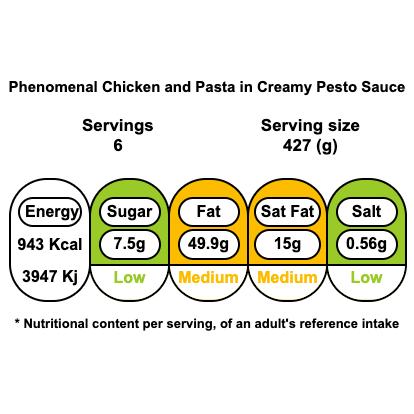 Phenomenal Chicken and Pasta in Creamy Pesto Sauce
Servings Serving size
6 427 (g)
Energy Sugar Fat Sat Fat Salt
943 Kcal 7.5g 49.9g 15g 0.56g
3947 Kj Low Medium Medium Low
* Nutritional content per serving, of an adult's reference intake